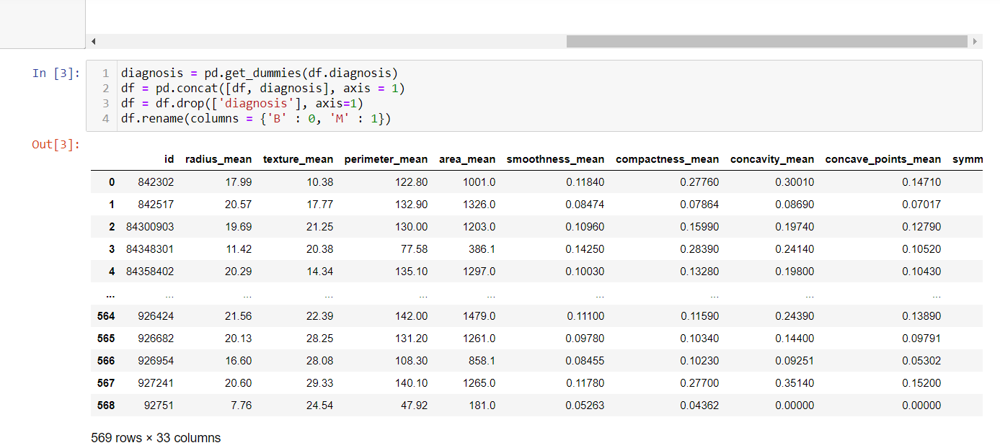 In [3]:
1 diagnosis = pd.get_dummies(df.diagnosis)
2 df = pd.concat([df, diagnosis], axis = 1)
3 df = df.drop(['diagnosis'], axis=1)
4 df.rename(columns = {'B' : 0, 'M' : 1})
Out[3]:
id radius_mean texture_mean perimeter_mean area_mean smoothness_mean compactness_mean concavity_mean concave_points_mean symm
0 842302 17.99 10.38 122.80 1001.0 0.11840 0.27760 0.30010 0.14710
1 842517 20.57 17.77 132.90 1326.0 0.08474 0.07864 0.08690 0.07017
2 84300903 19.69 21.25 130.00 1203.0 0.10960 0.15990 0.19740 0.12790
3 84348301 11.42 20.38 77.58 386.1 0.14250 0.28390 0.24140 0.10520
4 84358402 20.29 14.34 135.10 1297.0 0.10030 0.13280 0.19800 0.10430
... ... ... ... ... ... ... ... ... ...
564 926424 21.56 22.39 142.00 1479.0 0.11100 0.11590 0.24390 0.13890
565 926682 20.13 28.25 131.20 1261.0 0.09780 0.10340 0.14400 0.09791
566 926954 16.60 28.08 108.30 858.1 0.08455 0.10230 0.09251 0.05302
567 927241 20.60 29.33 140.10 1265.0 0.11780 0.27700 0.35140 0.15200
568 92751 7.76 24.54 47.92 181.0 0.05263 0.04362 0.00000 0.00000
569 rows × 33 columns